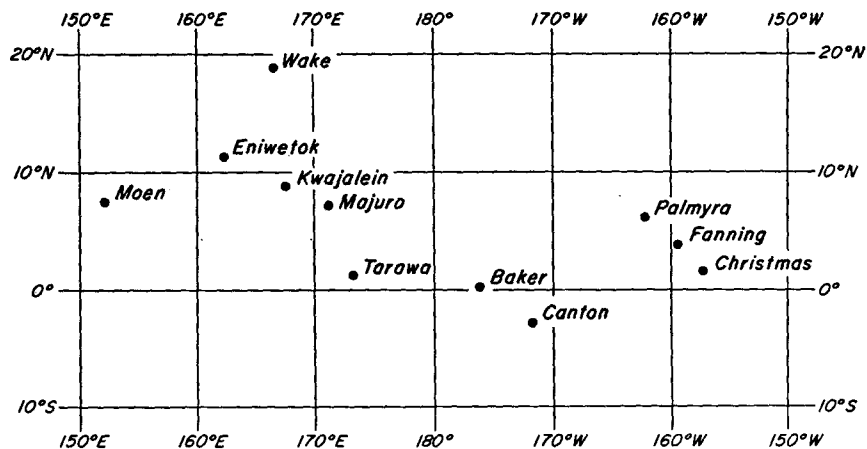 150°E 160°E 170°E 180° 170°W 160°W 150°W
20°N 20°N
Wake
Eniwetok
10°N 10°N
Kwajalein
Moen
Majuro
Palmyra
Fanning
Tarawa
Christmas
Baker
0° 0°
Canton
10°S 10°S
150°E 160°E 170°E 180° 170°W 160°W 150°W